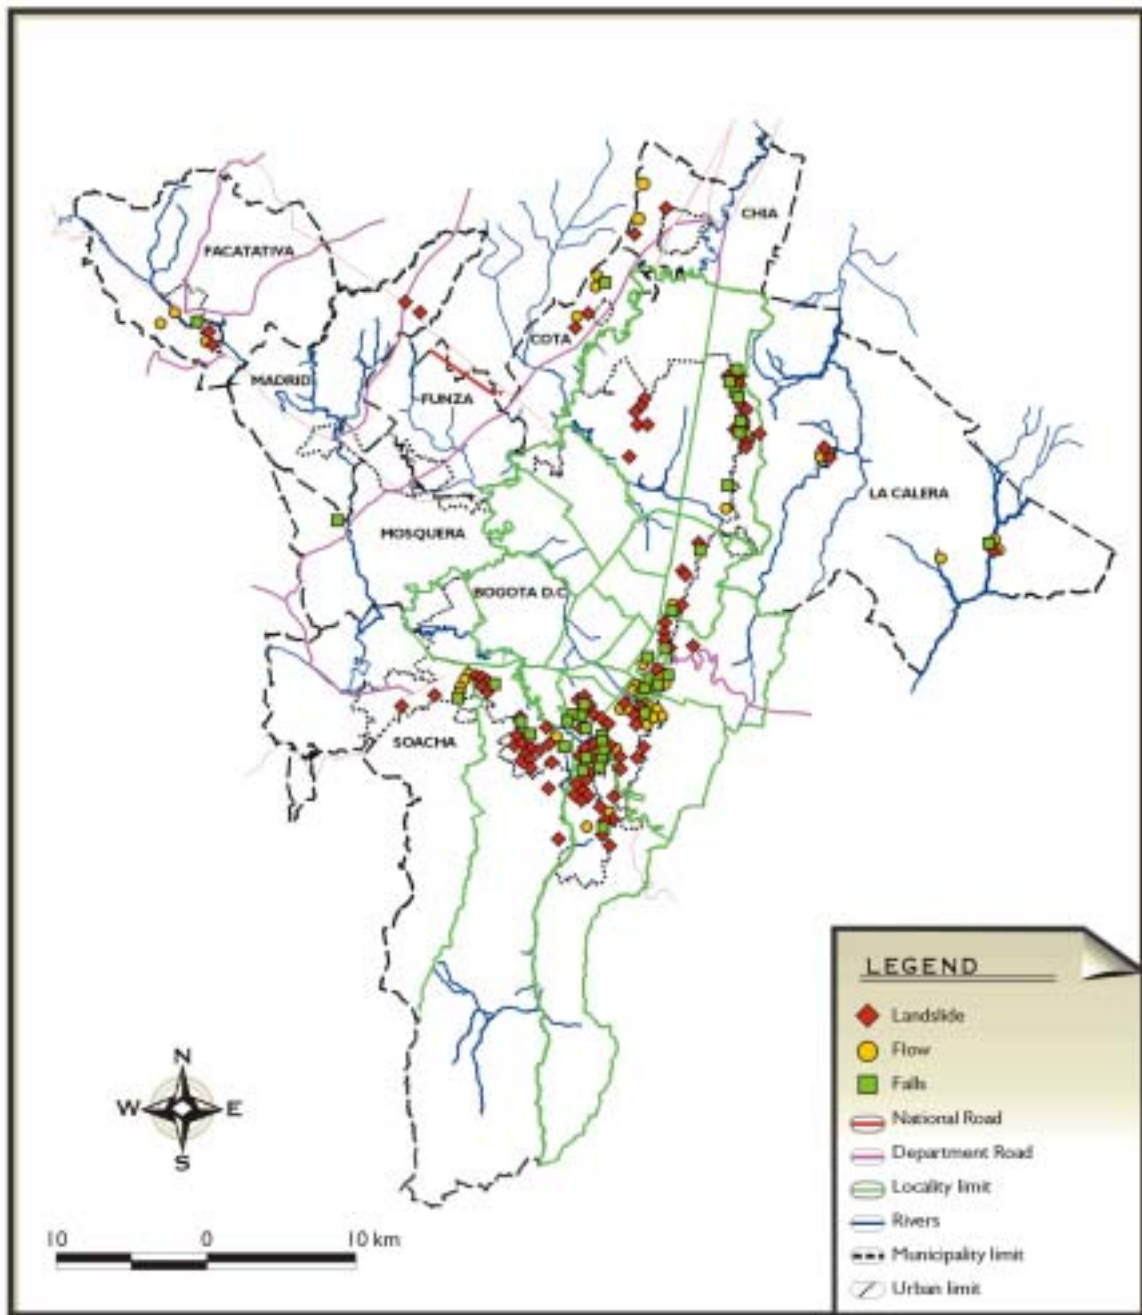 CHIA
FACATATIVA
COTA
MADRID
FUNZA
LA CALERA
MOSQUERA
BOGOTA D.C
SOACHA
LEGEND
Landslide
Flow
Falls
National Road
Department Road
Locality limit
Rivers
Municipality limit
Urban limit
N
W E
S
10 0 10 km